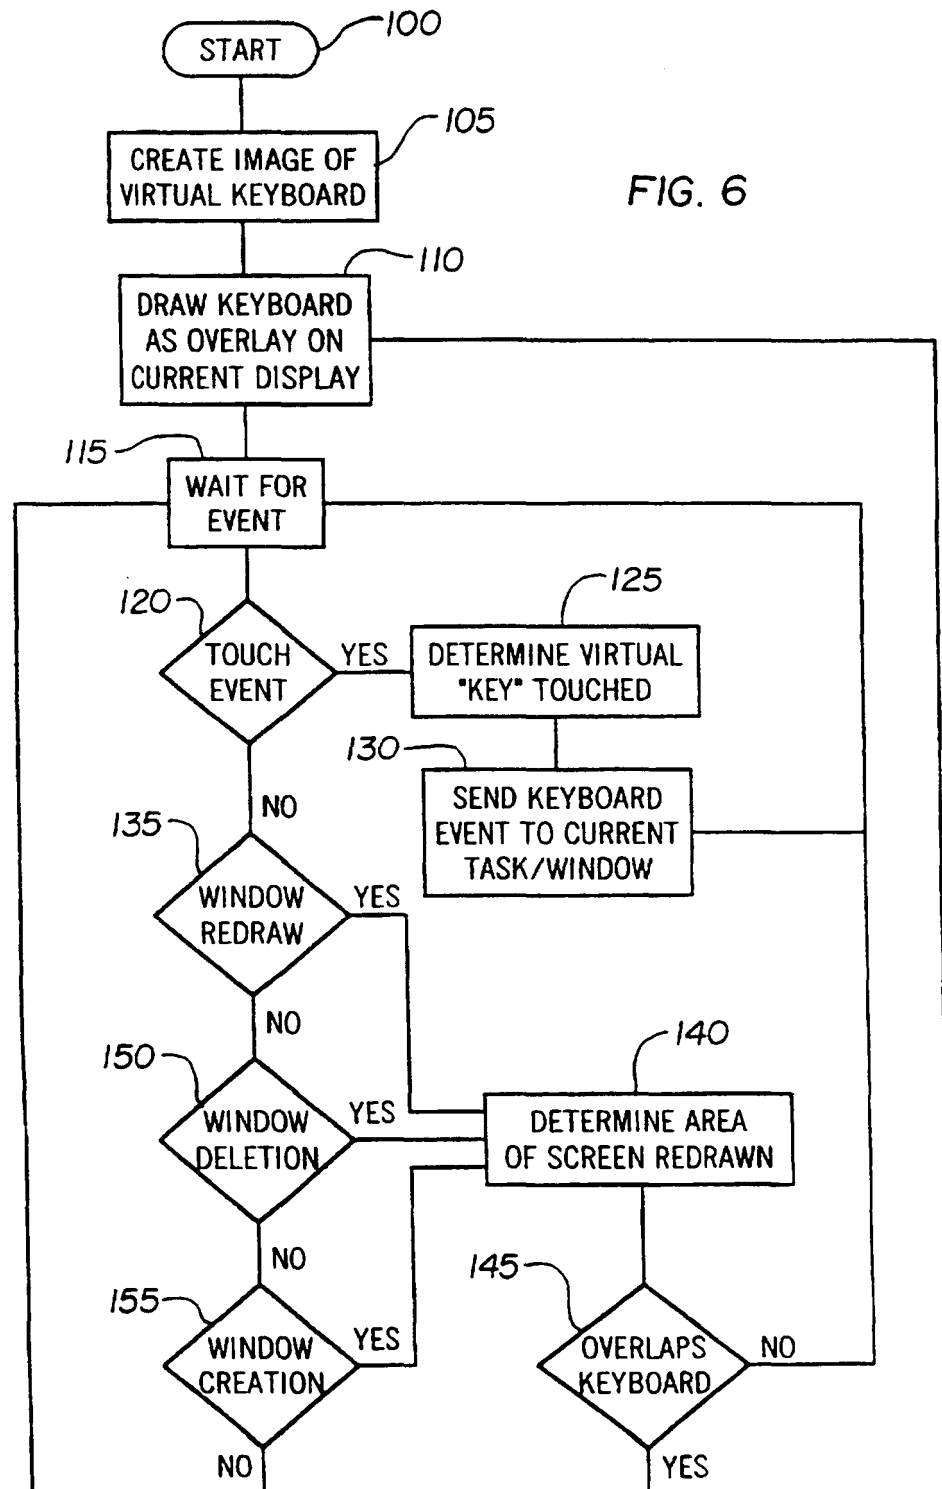 100
START
105
CREATE IMAGE OF
VIRTUAL KEYBOARD
FIG. 6
110
DRAW KEYBOARD
AS OVERLAY ON
CURRENT DISPLAY
115
WAIT FOR
EVENT
120
TOUCH
EVENT
YES
125
DETERMINE VIRTUAL
"KEY" TOUCHED
130
SEND KEYBOARD
EVENT TO CURRENT
TASK/WINDOW
NO
135
WINDOW
REDRAW
YES
NO
140
DETERMINE AREA
OF SCREEN REDRAWN
150
WINDOW
DELETION
YES
NO
145
OVERLAPS
KEYBOARD
NO
155
WINDOW
CREATION
YES
NO
YES